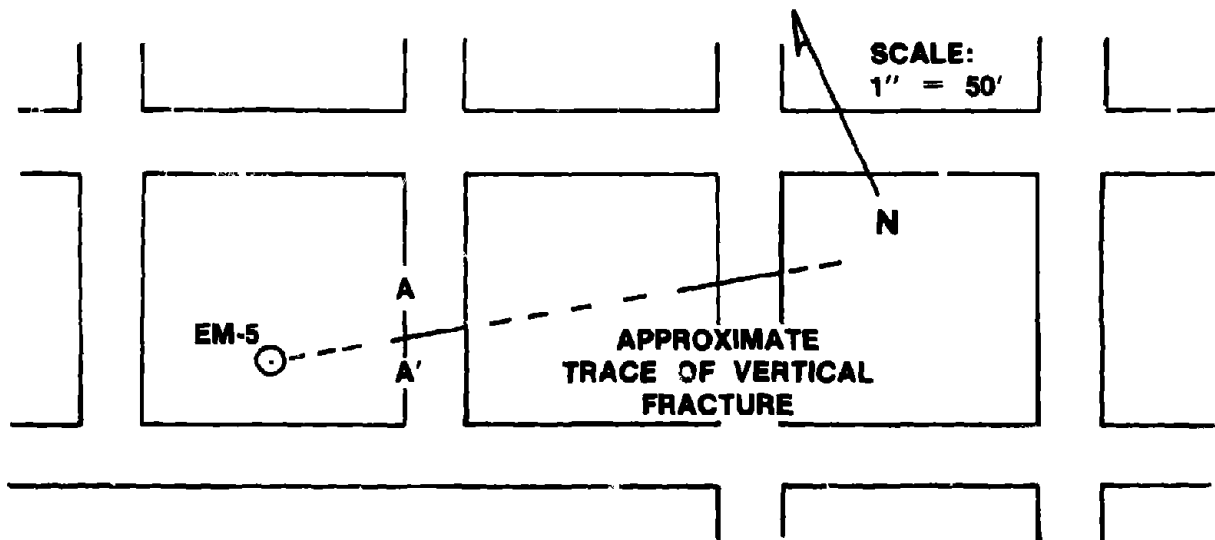 SCALE:
1" = 50'
N
A
EM-5
A'
APPROXIMATE
TRACE OF VERTICAL
FRACTURE